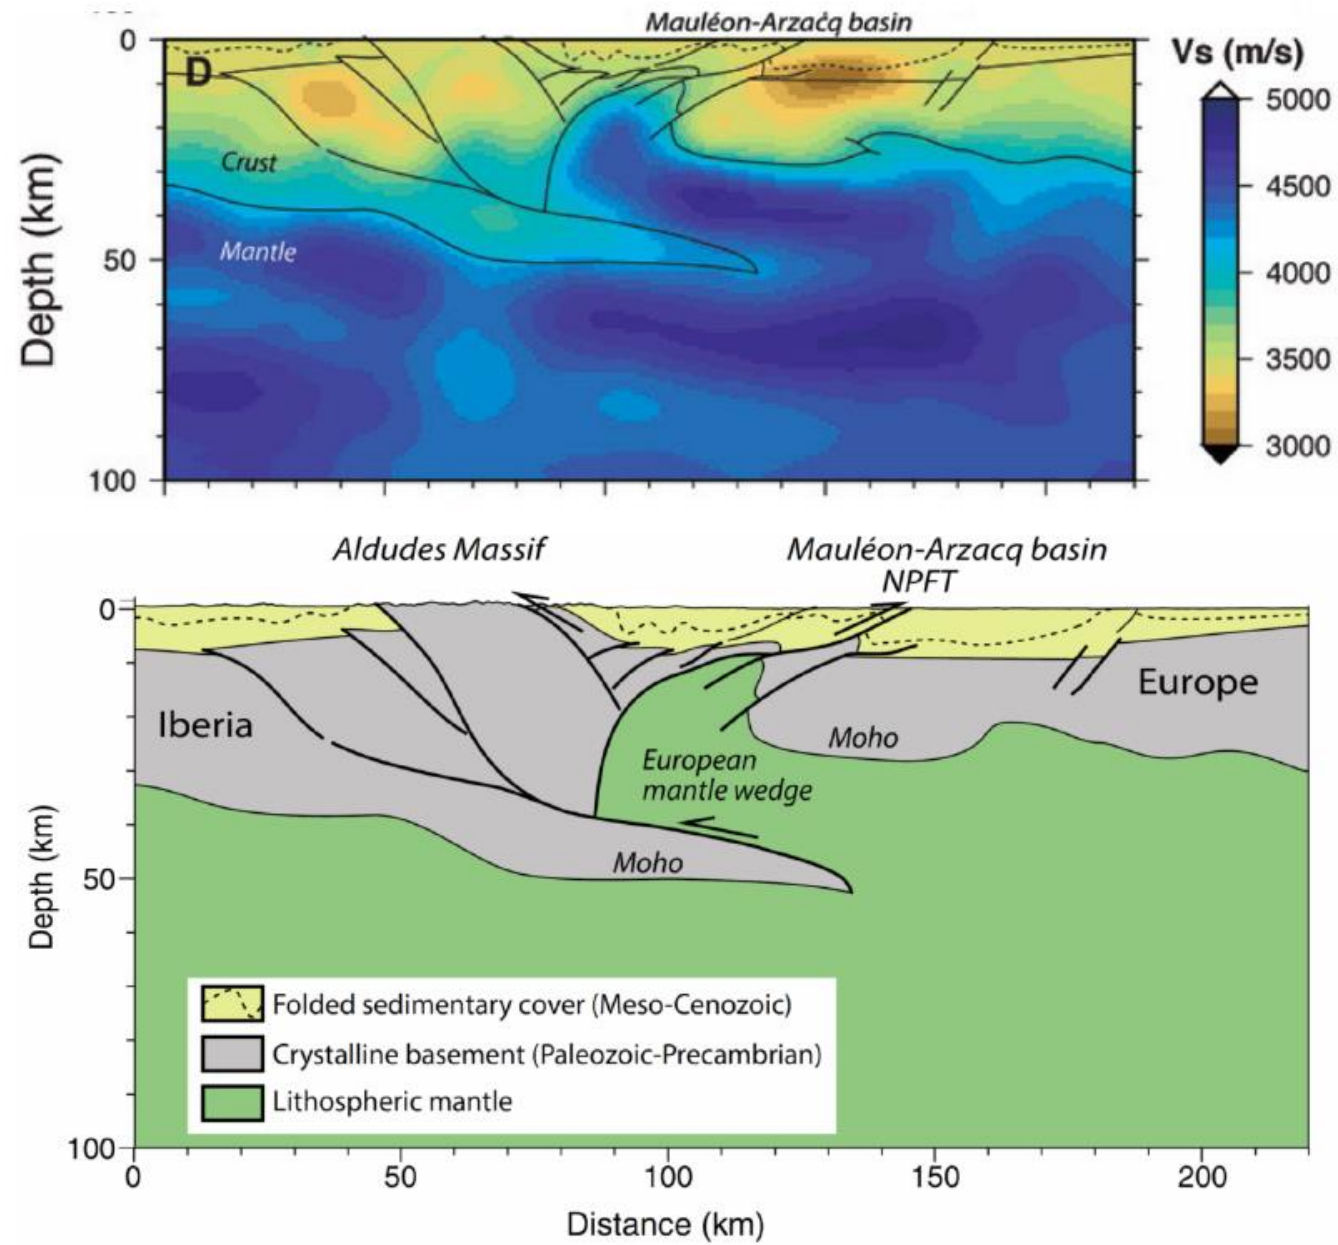 Mauléon-Arzacq basin
Vs (m/s)
D
0
50
100
Depth (km)
Crust
Mantle
5000
4500
4000
3500
3000
Aldudes Massif
Mauléon-Arzacq basin
NPFT
0
50
100
Depth (km)
Iberia
Europe
Moho
European
mantle wedge
Moho
Folded sedimentary cover (Meso-Cenozoic)
Crystalline basement (Paleozoic-Precambrian)
Lithospheric mantle
0 50 100 150 200
Distance (km)